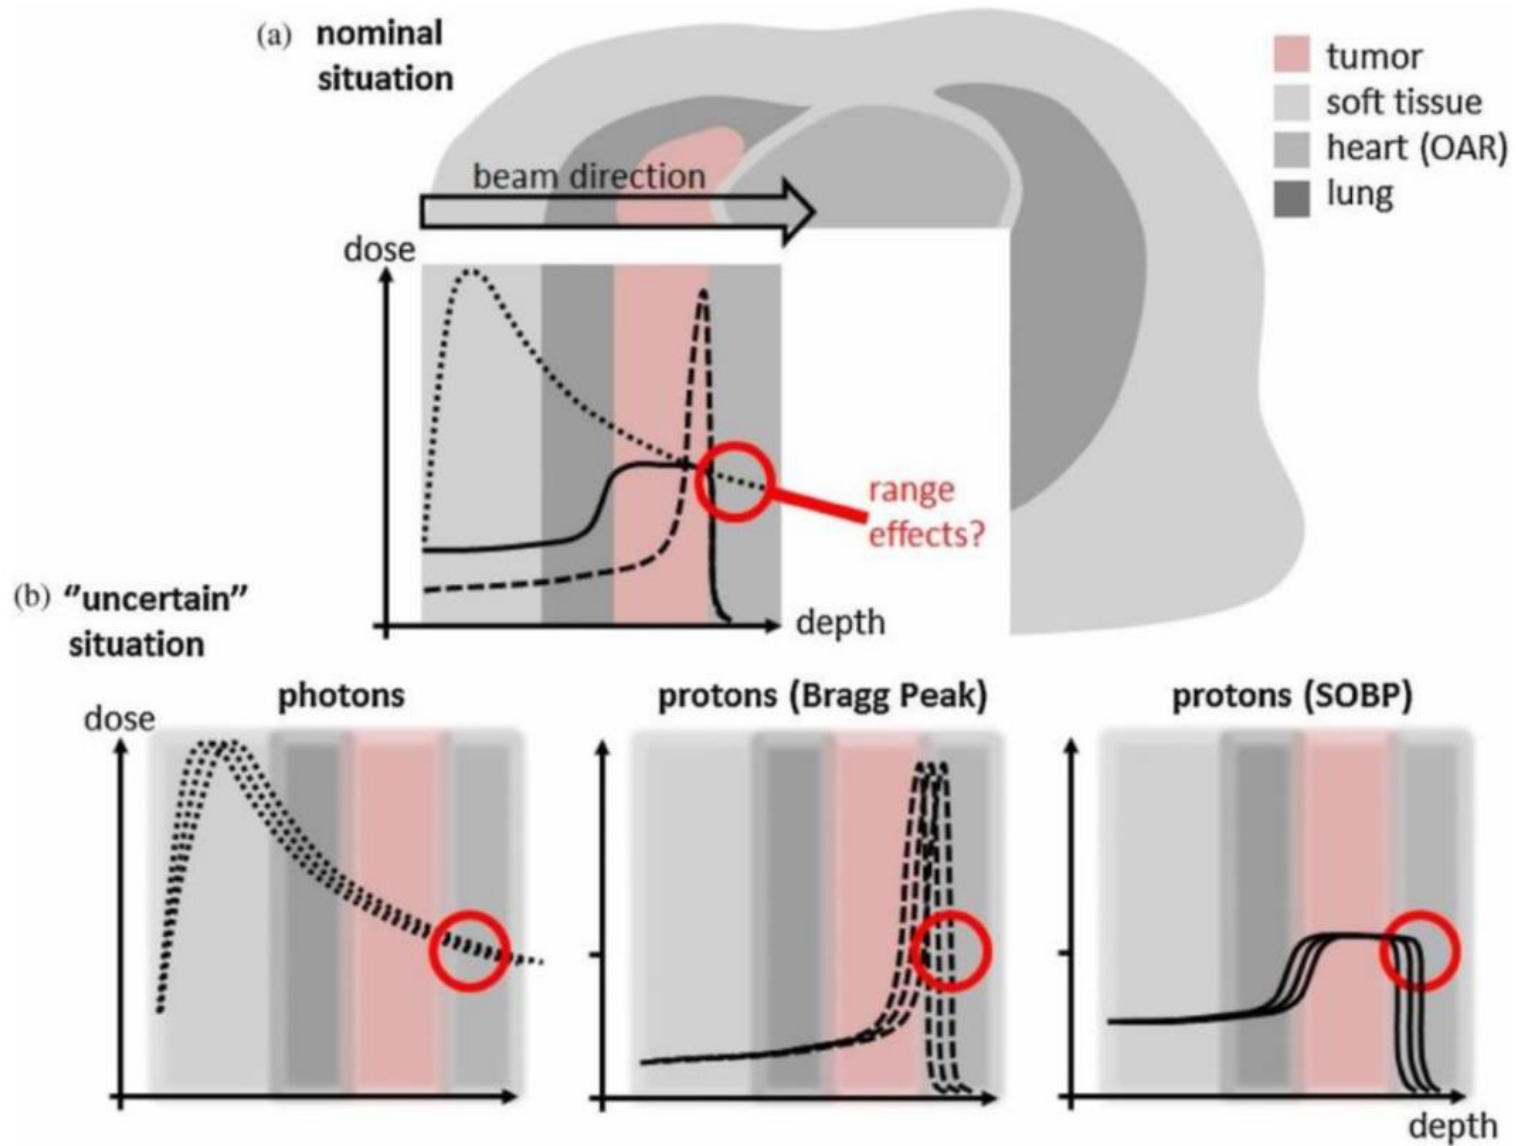 (a) nominal
situation
tumor
soft tissue
heart (OAR)
lung
beam direction
dose
range
effects?
depth
(b) ”uncertain”
situation
photons
protons (Bragg Peak)
protons (SOBP)
dose
depth